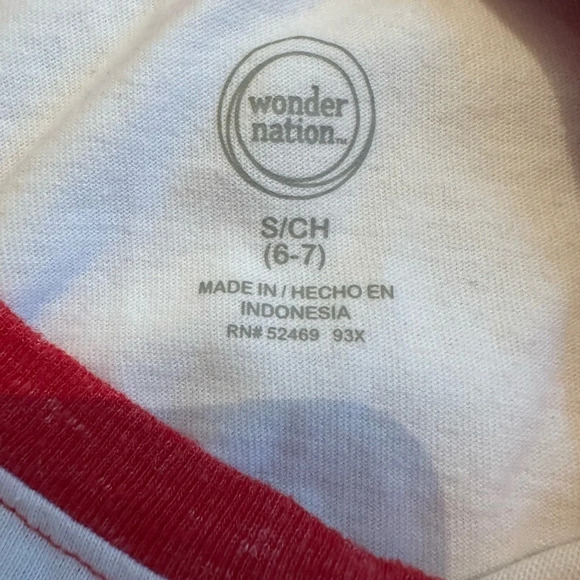 wonder
nation™
S/CH
(6-7)
MADE IN / HECHO EN
INDONESIA
RN# 52469 93X